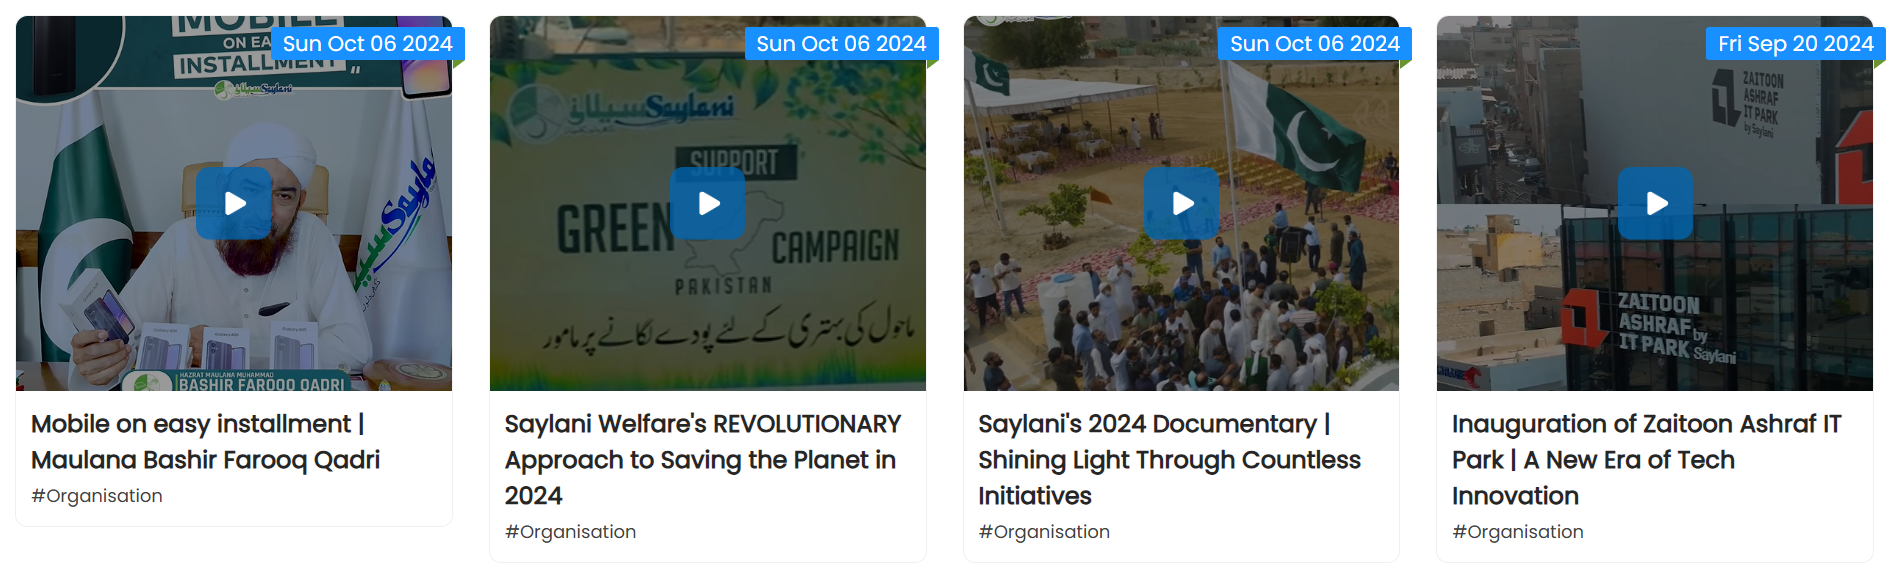 MOBILE
ON EA
INSTALLMENT
Saylani
Sun Oct 06 2024
HAZRAT MAULANA MUHAMMAD
BASHIR FAROOQ QADRI
Mobile on easy installment |
Maulana Bashir Farooq Qadri
#Organisation
Sun Oct 06 2024
سیلانی Saylani
SUPPORT
GREEN
CAMPAIGN
PAKISTAN
ماحول کی بہتری کے لئے پودے لگانے پر مامور
Saylani Welfare's REVOLUTIONARY
Approach to Saving the Planet in
2024
#Organisation
Saylani
Sun Oct 06 2024
Saylani's 2024 Documentary |
Shining Light Through Countless
Initiatives
#Organisation
Fri Sep 20 2024
ZAITOON
ASHRAF
IT PARK
by Saylani
ZAITOON
ASHRAF by
IT PARK Saylani
Inauguration of Zaitoon Ashraf IT
Park | A New Era of Tech
Innovation
#Organisation